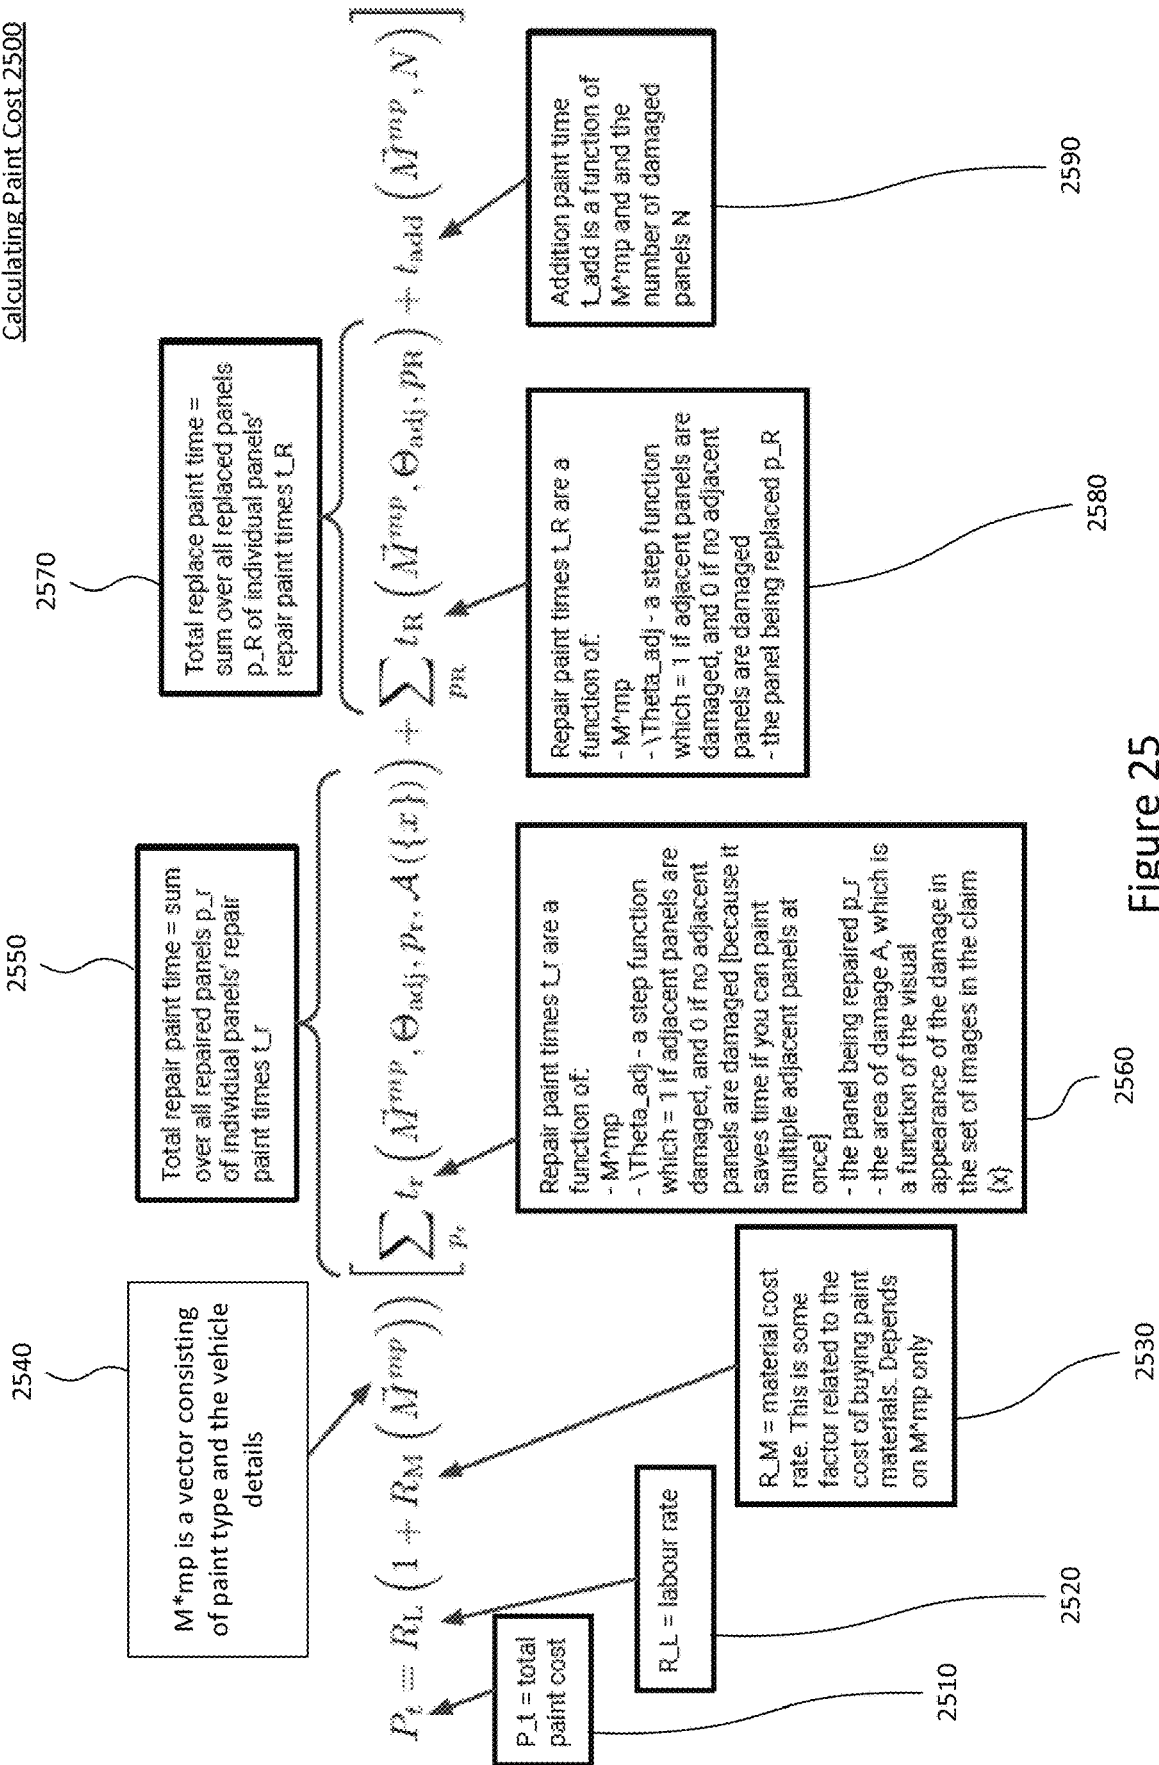 Calculating Paint Cost 2500
2540
M*mp is a vector consisting
of paint type and the vehicle
details
2550
Total repair paint time = sum
over all repaired panels p_r
of individual panels' repair
paint times t_r
2570
Total replace paint time =
sum over all replaced panels
p_R of individual panels'
repair paint times t_R
P_t = R_L (1 + R_M (M⃗^{mp})) [∑_{p_r} t_r (M⃗^{mp}, Θ_adj, p_r, A({x})) + ∑_{p_R} t_R (M⃗^{mp}, Θ_adj, p_R) + t_add (M⃗^{mp}, N)]
P_t = total
paint cost
2510
R_L = labour rate
2520
R_M = material cost
rate. This is some
factor related to the
cost of buying paint
materials. Depends
on M^mp only
2530
Repair paint times t_r are a
function of:
- M^mp
- \Theta_adj - a step function
which = 1 if adjacent panels are
damaged, and 0 if no adjacent
panels are damaged [because it
saves time if you can paint
multiple adjacent panels at
once]
- the panel being repaired p_r
- the area of damage A, which is
a function of the visual
appearance of the damage in
the set of images in the claim
{x}
2560
Repair paint times t_R are a
function of:
- M^mp
- \Theta_adj - a step function
which = 1 if adjacent panels are
damaged, and 0 if no adjacent
panels are damaged
- the panel being replaced p_R
2580
Addition paint time
t_add is a function of
M^mp and and the
number of damaged
panels N
2590
Figure 25